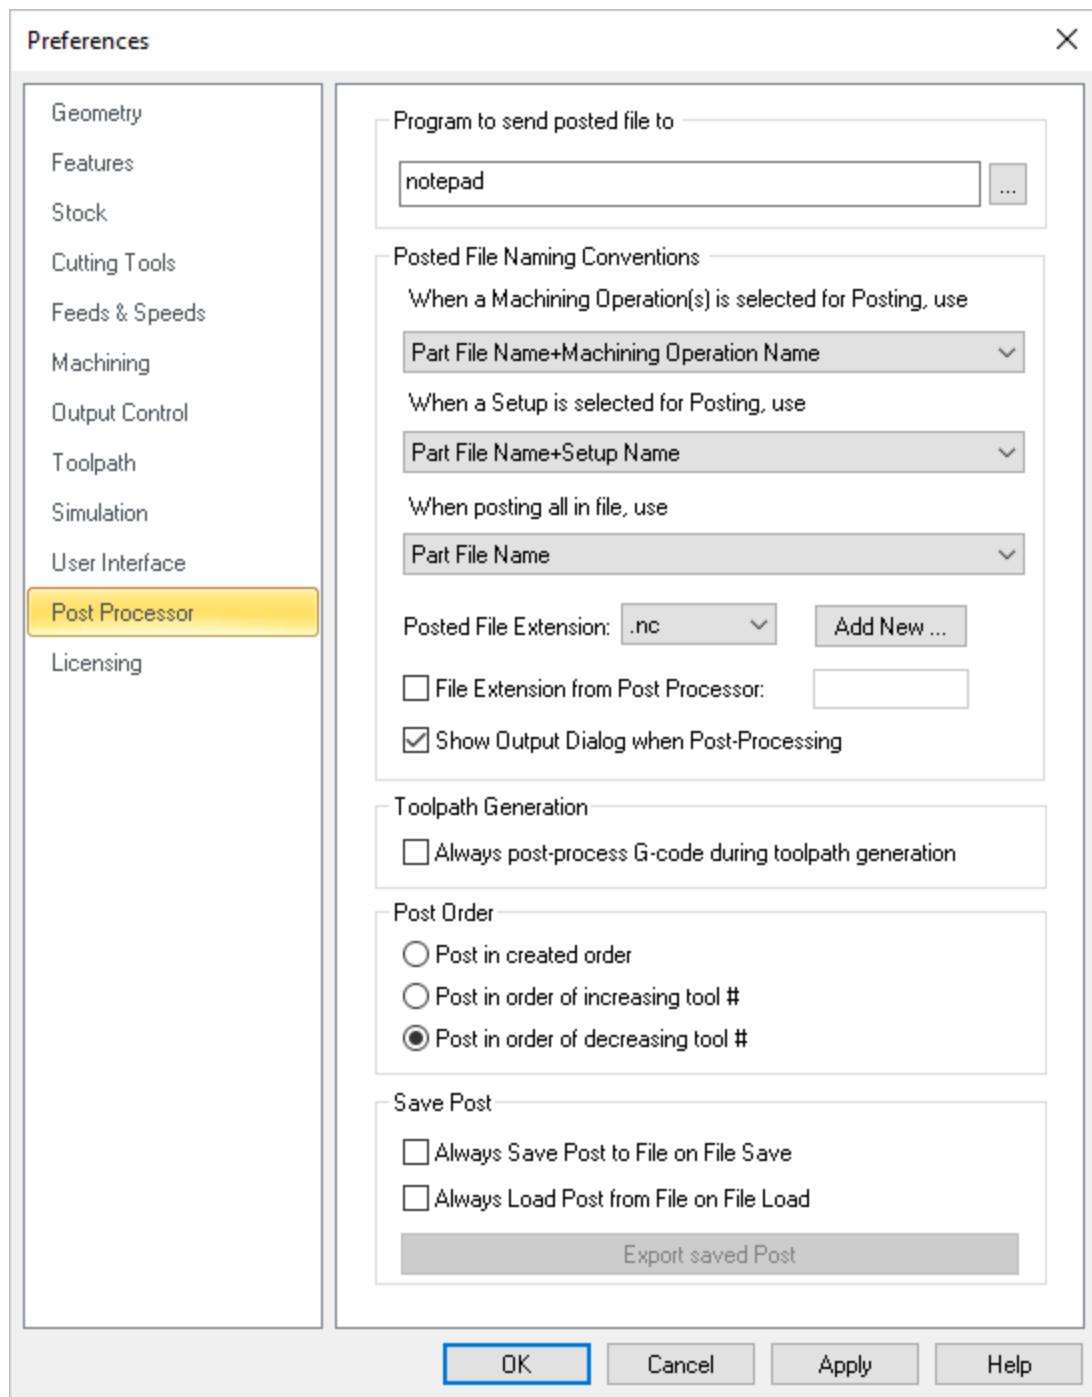 Preferences
Geometry
Features
Stock
Cutting Tools
Feeds & Speeds
Machining
Output Control
Toolpath
Simulation
User Interface
Post Processor
Licensing
Program to send posted file to
notepad
...
Posted File Naming Conventions
When a Machining Operation(s) is selected for Posting, use
Part File Name+Machining Operation Name
When a Setup is selected for Posting, use
Part File Name+Setup Name
When posting all in file, use
Part File Name
Posted File Extension: .nc Add New ...
File Extension from Post Processor:
Show Output Dialog when Post-Processing
Toolpath Generation
Always post-process G-code during toolpath generation
Post Order
Post in created order
Post in order of increasing tool #
Post in order of decreasing tool #
Save Post
Always Save Post to File on File Save
Always Load Post from File on File Load
Export saved Post
OK Cancel Apply Help